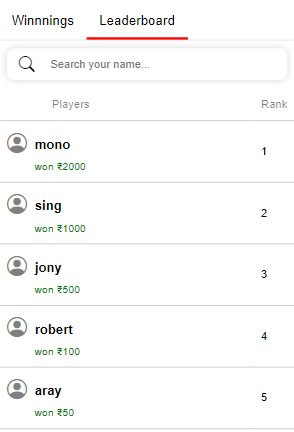 Winnnings Leaderboard
Search your name...
Players Rank
mono 1
won ₹2000
sing 2
won ₹1000
jony 3
won ₹500
robert 4
won ₹100
aray 5
won ₹50